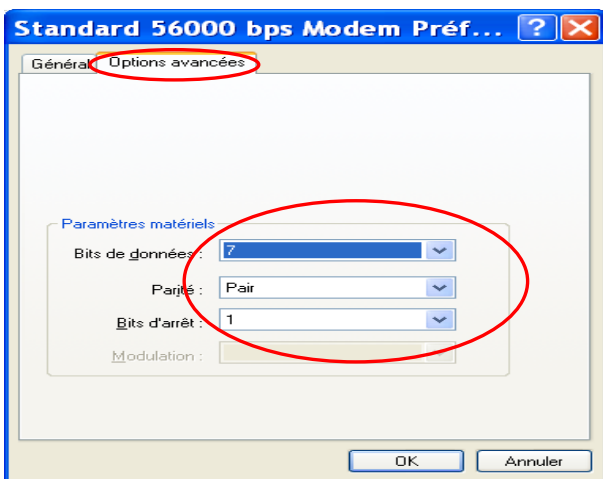 Standard 56000 bps Modem Préf... ?
Général Options avancées
Paramètres matériels
Bits de données : 7
Parité : Pair
Bits d'arrêt : 1
Modulation :
OK Annuler